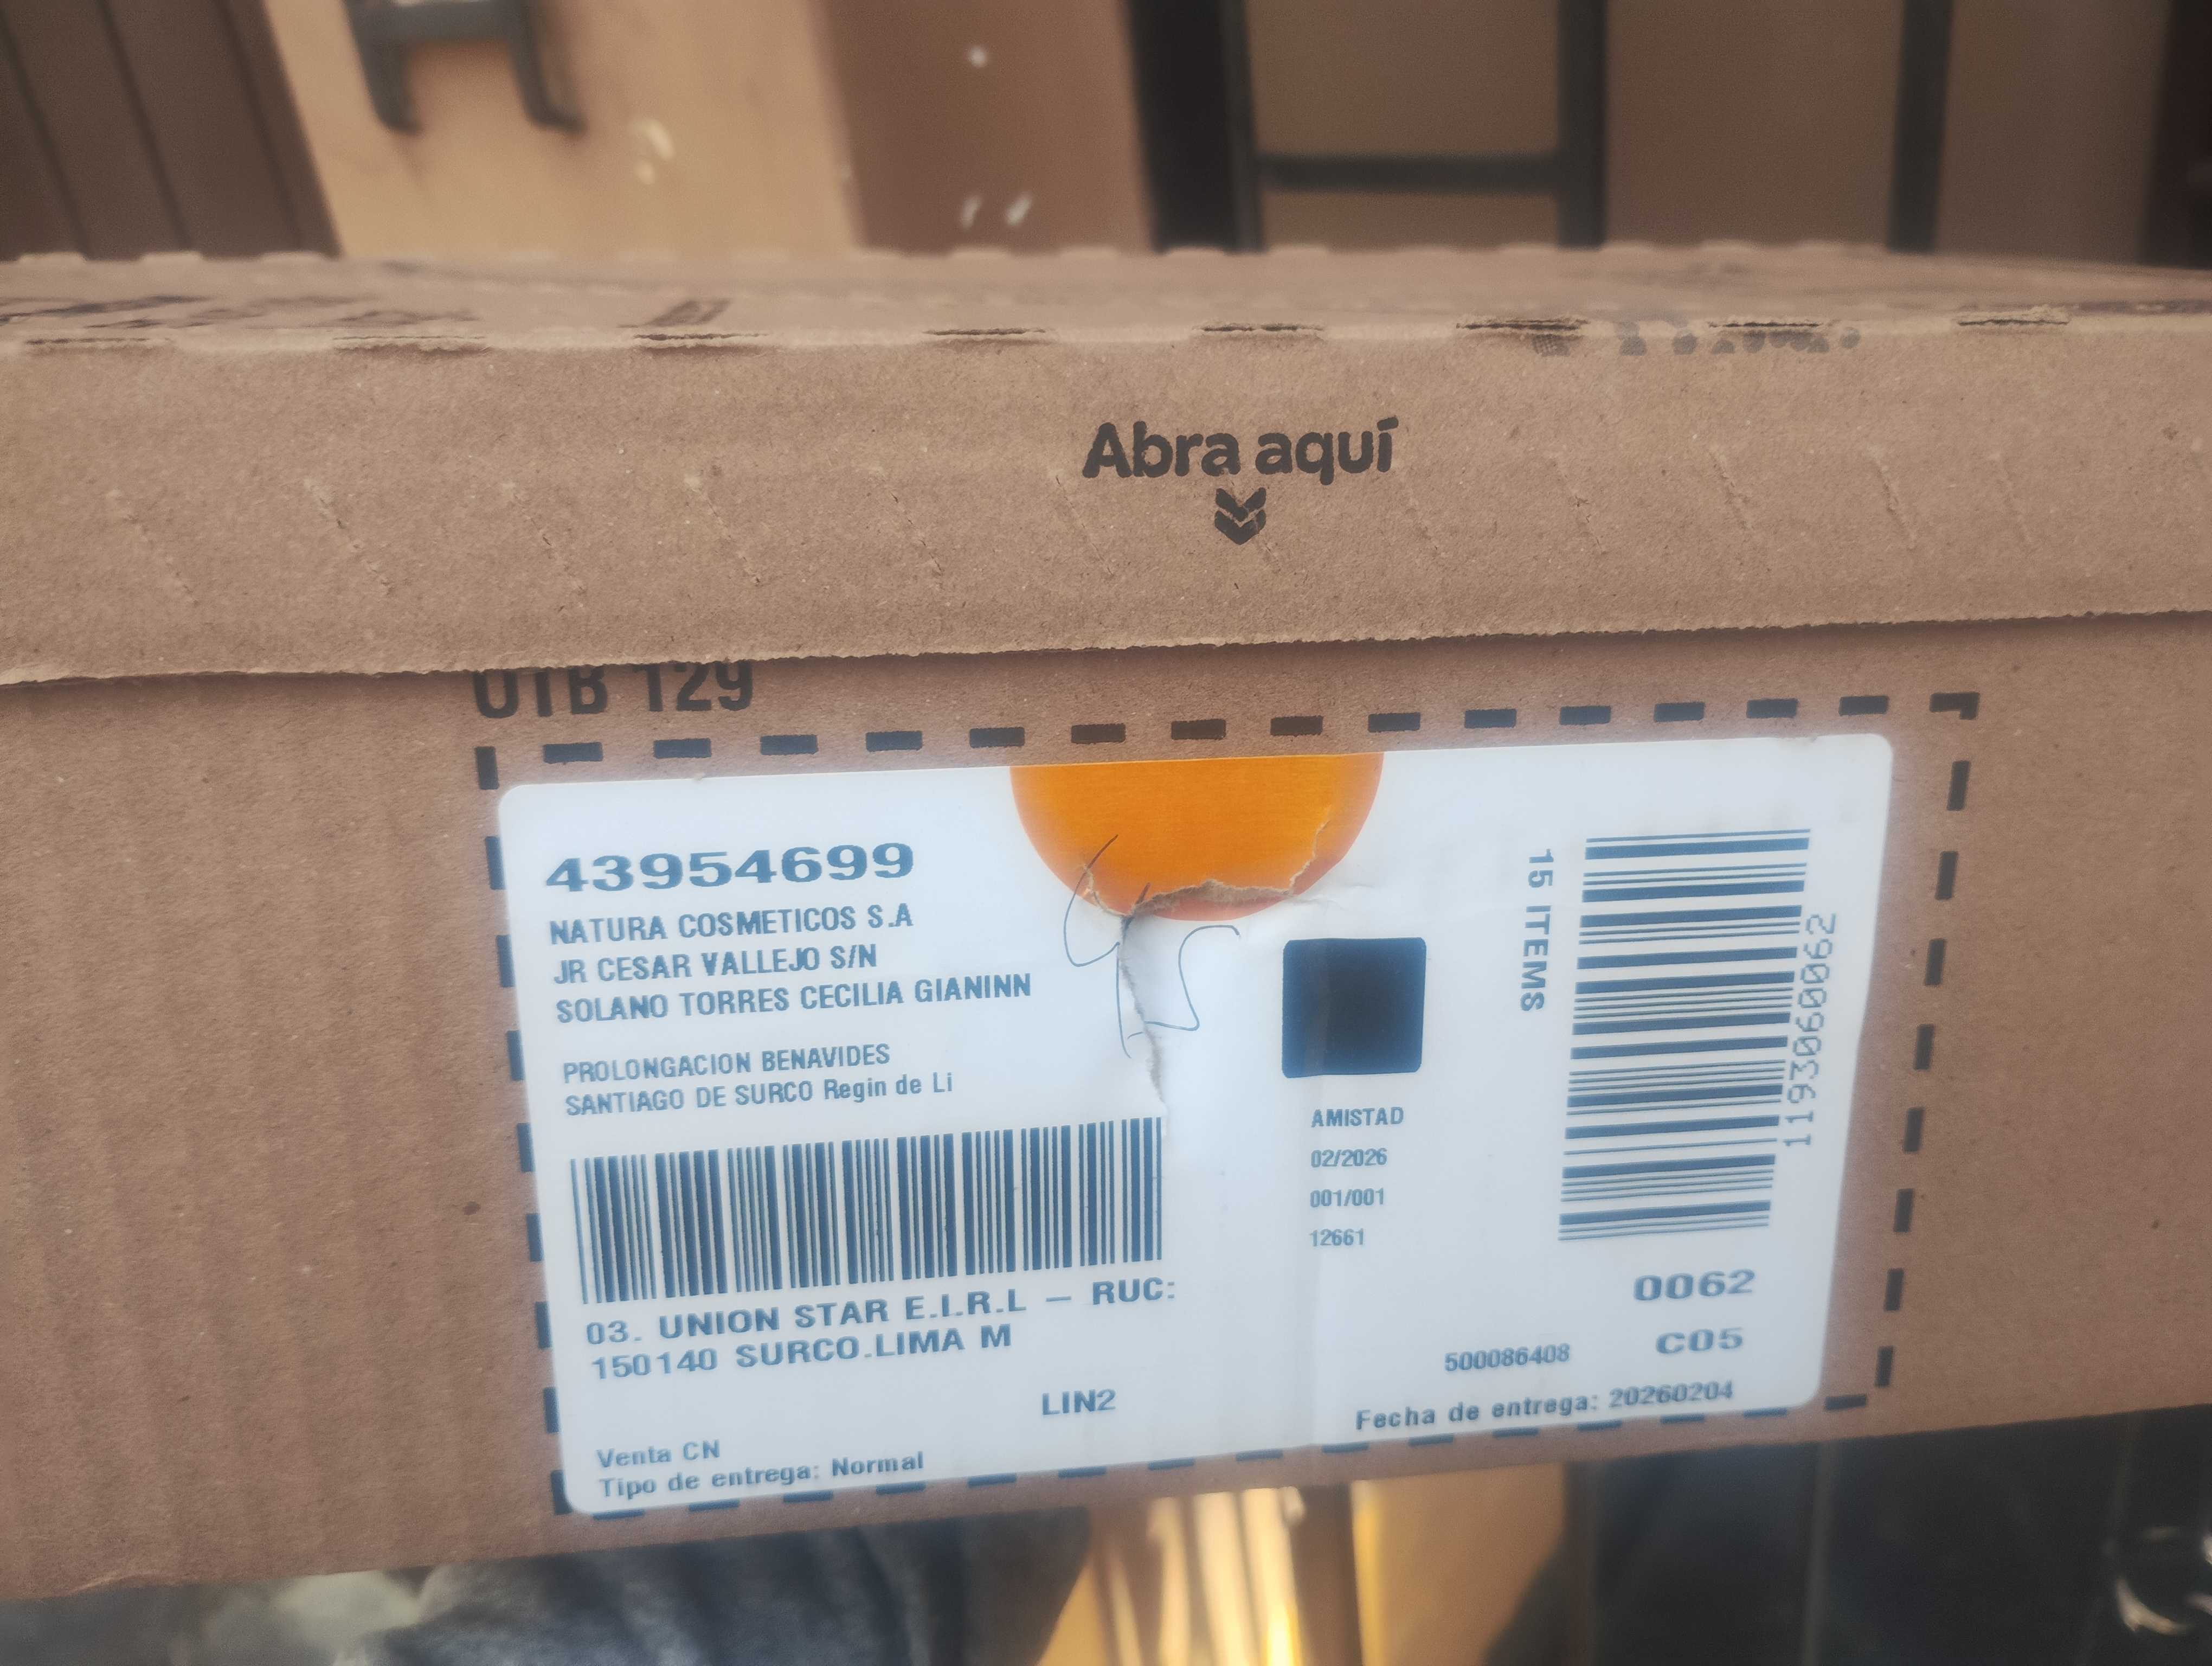 Abra aquí
UTB 129
43954699
NATURA COSMETICOS S.A
JR CESAR VALLEJO S/N
SOLANO TORRES CECILIA GIANINN
PROLONGACION BENAVIDES
SANTIAGO DE SURCO Regin de Li
03. UNION STAR E.I.R.L – RUC:
150140 SURCO.LIMA M
LIN2
Venta CN
Tipo de entrega: Normal
AMISTAD
02/2026
001/001
12661
15 ITEMS
1193060062
0062
C05
500086408
Fecha de entrega: 20260204